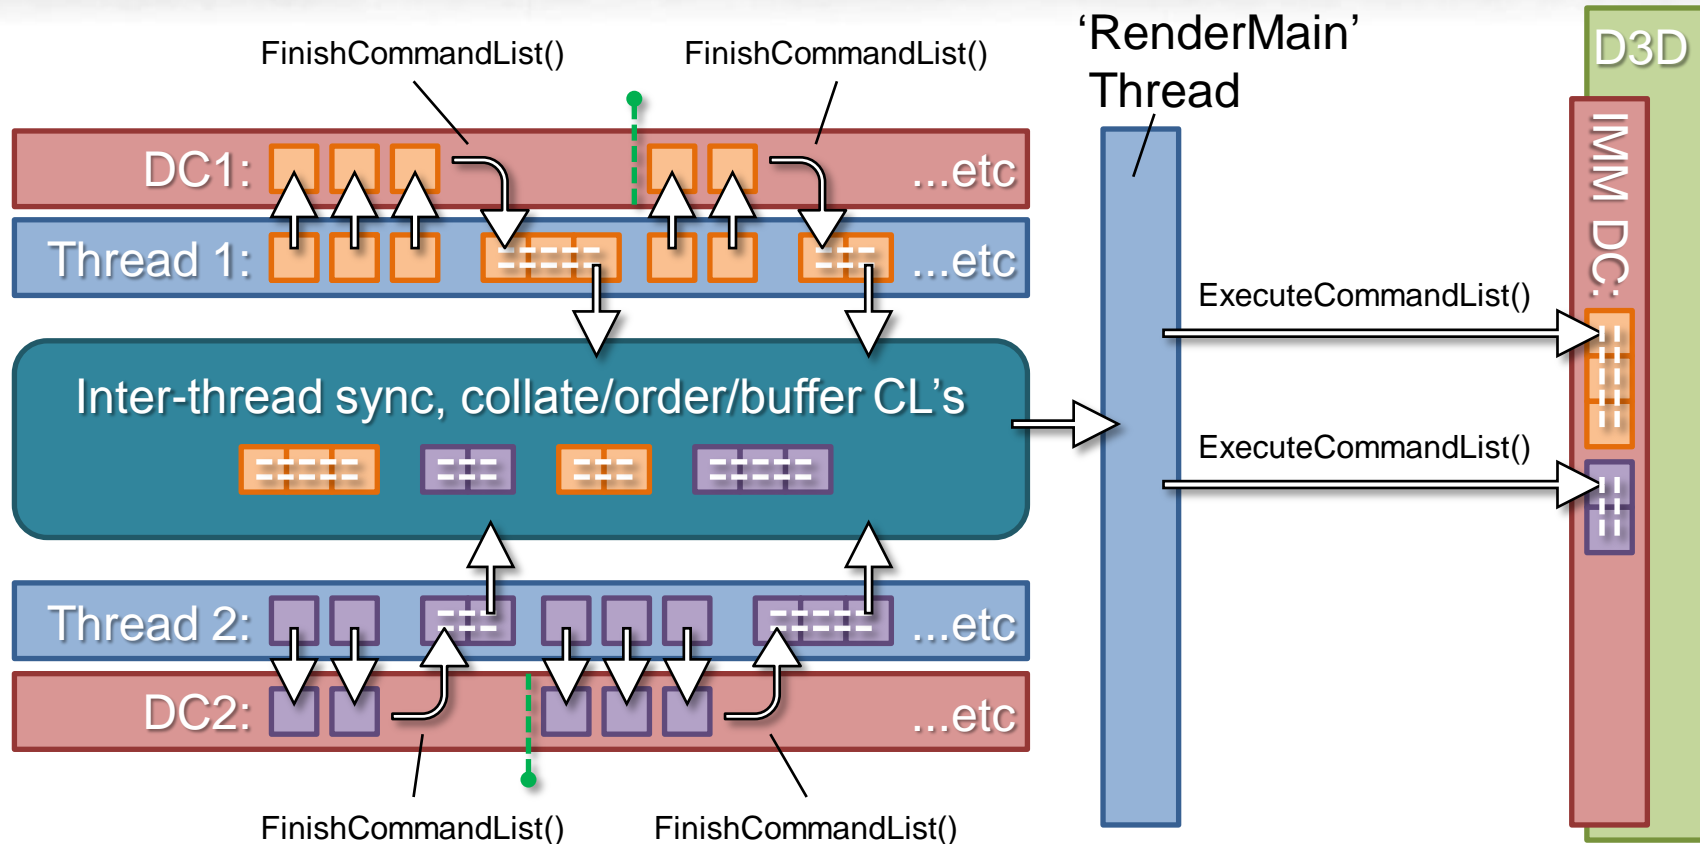 FinishCommandList()
FinishCommandList()
‘RenderMain’
Thread
D3D
DC1:
...etc
Thread 1:
...etc
IMM DC:
ExecuteCommandList()
Inter-thread sync, collate/order/buffer CL's
ExecuteCommandList()
Thread 2:
...etc
DC2:
...etc
FinishCommandList()
FinishCommandList()